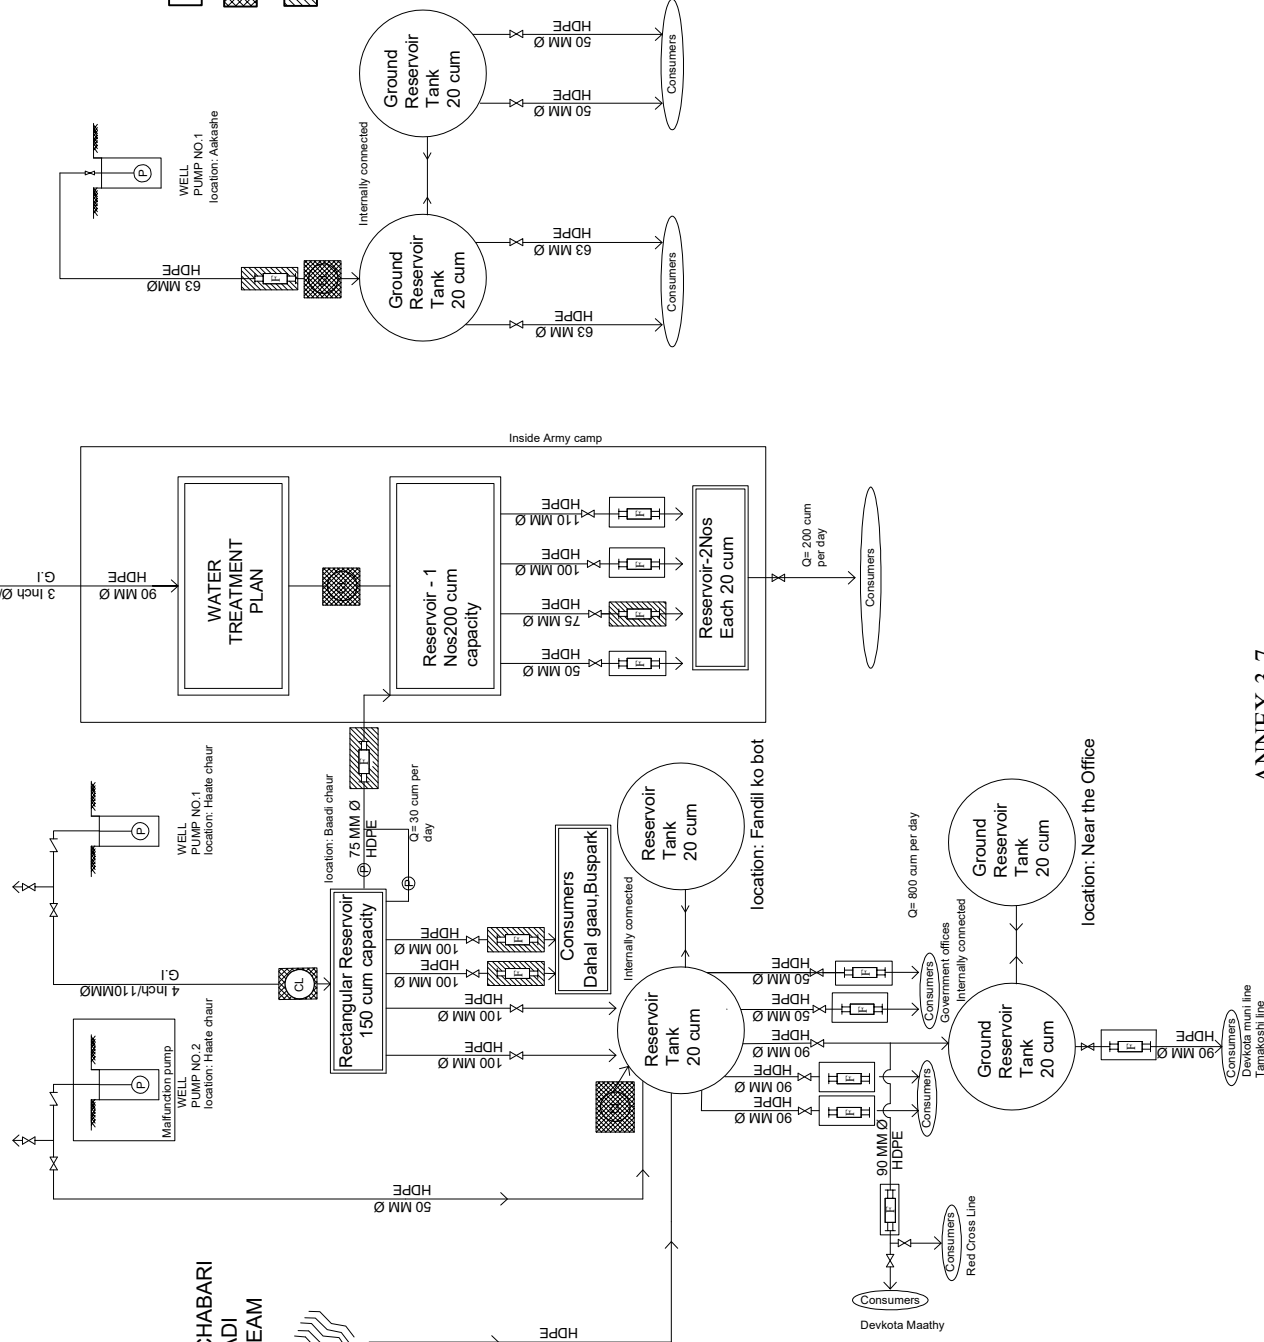 HDPE
50 MM Ø
HDPE
50 MM Ø
Ground
Reservoir
Tank
20 cum
Consumers
P
WELL
PUMP NO.1
location: Aakashe
Internally connected
HDPE
63 MMØ
F
Ground
Reservoir
Tank
20 cum
HDPE
63 MM Ø
HDPE
63 MM Ø
Consumers
Inside Army camp
G.I
3 Inch
HDPE
90 MM Ø
WATER
TREATMENT
PLAN
Reservoir - 1
Nos200 cum
capacity
HDPE
110 MM Ø
F
HDPE
100 MM Ø
F
HDPE
75 MM Ø
F
HDPE
50 MM Ø
F
Reservoir-2Nos
Each 20 cum
Q= 200 cum
per day
Consumers
P
WELL
PUMP NO.1
location: Haate chaur
F
location: Baadi chaur
75 MM Ø
HDPE
P
P
Q= 30 cum per
day
G.I
4 Inch/110MMØ
CL
Rectangular Reservoir
150 cum capacity
HDPE
100 MM Ø
F
HDPE
100 MM Ø
F
HDPE
100 MM Ø
HDPE
100 MM Ø
Consumers
Dahal gaau,Buspark
P
Malfunction pump
WELL
PUMP NO.2
location: Haate chaur
HDPE
50 MM Ø
Internally connected
Reservoir
Tank
20 cum
location: Fandil ko bot
Reservoir
Tank
20 cum
HDPE
50 MM Ø
F
HDPE
50 MM Ø
F
HDPE
90 MM Ø
HDPE
90 MM Ø
F
HDPE
90 MM Ø
F
Q= 800 cum per day
Consumers
Government offices
Internally connected
Consumers
Ground
Reservoir
Tank
20 cum
location: Near the Office
Ground
Reservoir
Tank
20 cum
F
HDPE
90 MM Ø
Consumers
Devkota muni line
Tamakoshi line
90 MM Ø
HDPE
F
Consumers
Red Cross Line
Consumers
Devkota Maathy
HDPE
CHABARI
ADI
EAM
ANNEX 3.7